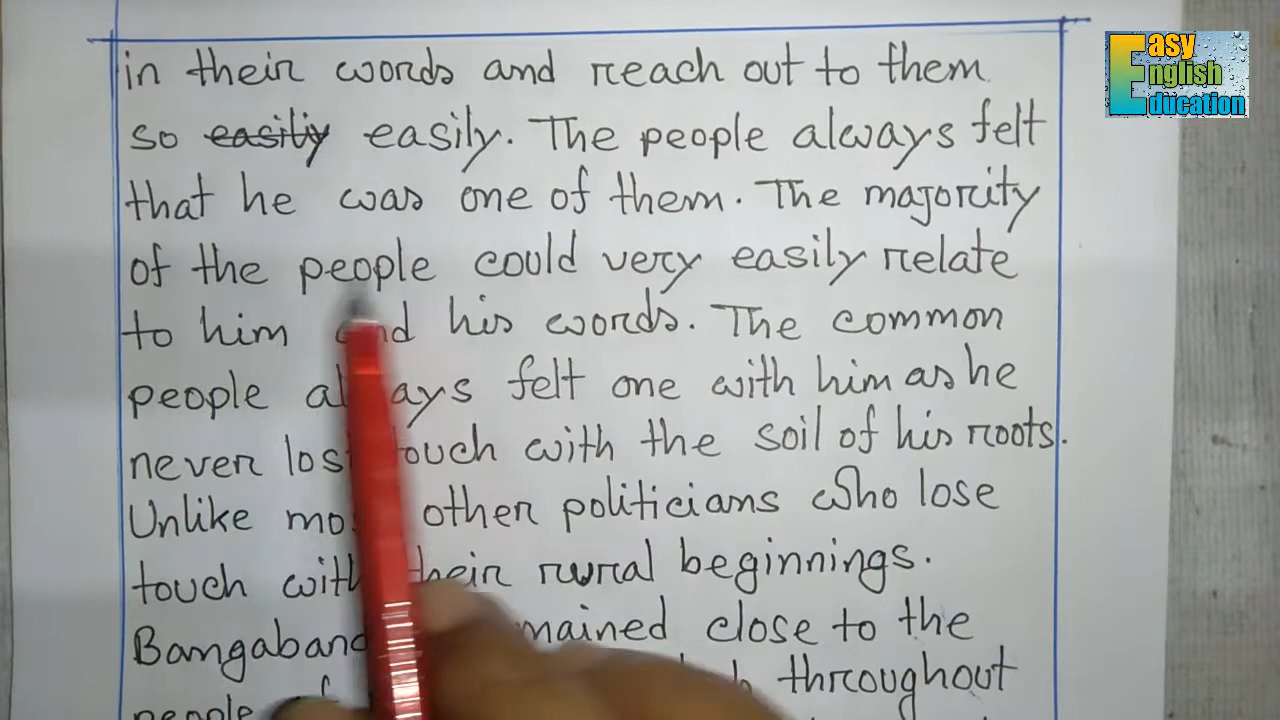 in their words and reach out to them
so easiliy easily. The people always felt
that he was one of them. The majority
of the people could very easily relate
to him and his words. The common
people always felt one with him as he
never lost touch with the soil of his roots.
Unlike most other politicians who lose
touch with their rural beginnings.
Bangabandhu remained close to the
people of throughout
Easy
English
Education